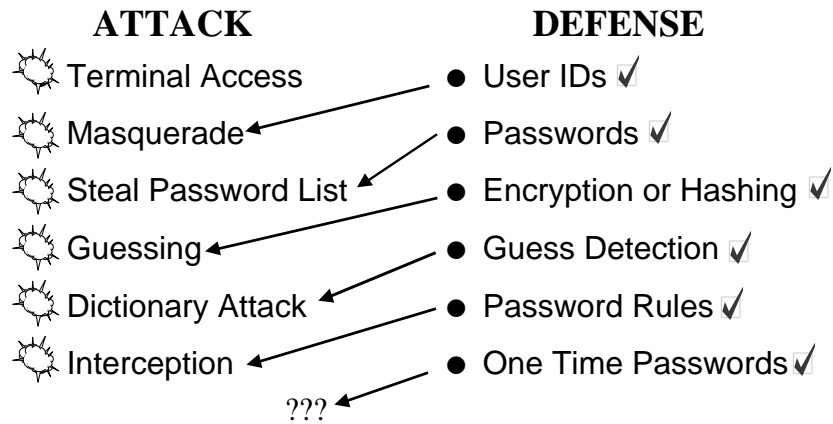 ATTACK DEFENSE
Terminal Access ● User IDs
Masquerade ● Passwords
Steal Password List ● Encryption or Hashing
Guessing ● Guess Detection
Dictionary Attack ● Password Rules
Interception ● One Time Passwords
???